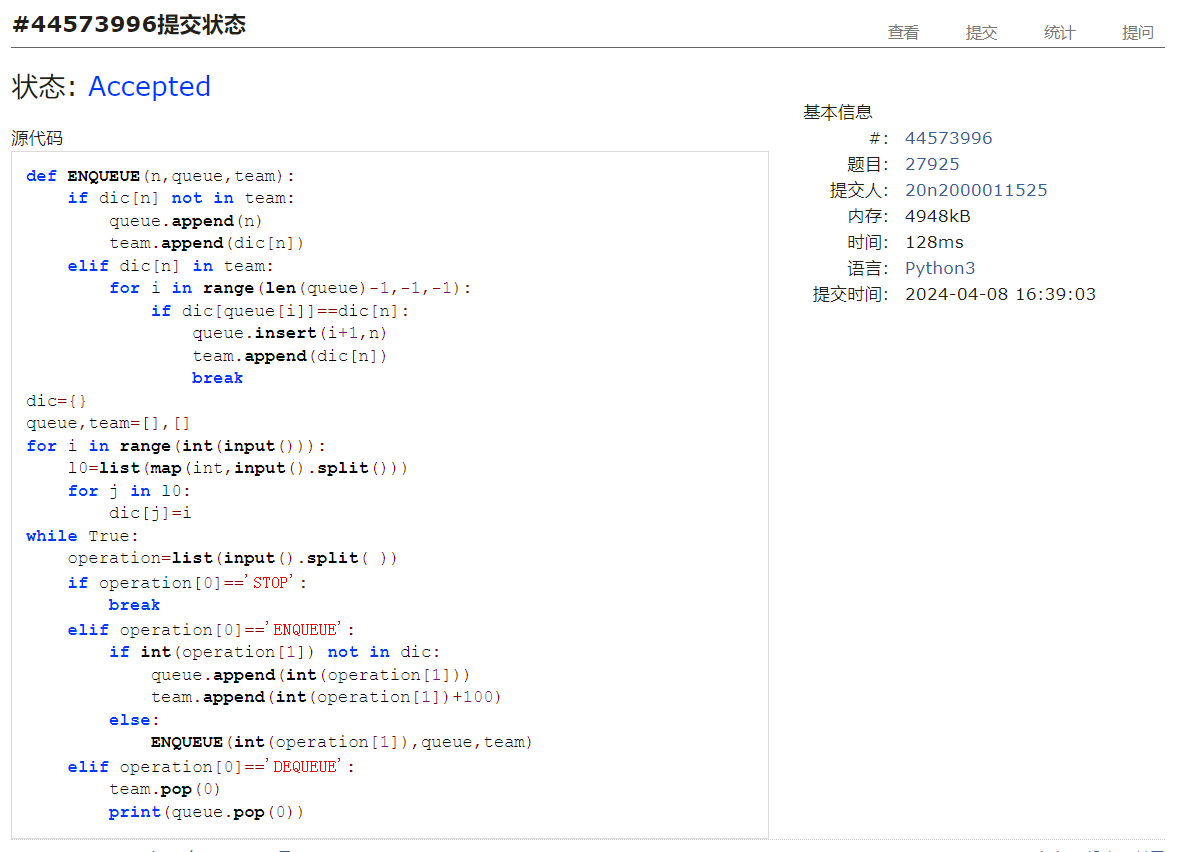 #44573996提交状态
查看 提交 统计 提问
状态: Accepted
源代码
def ENQUEUE(n,queue,team):
    if dic[n] not in team:
        queue.append(n)
        team.append(dic[n])
    elif dic[n] in team:
        for i in range(len(queue)-1,-1,-1):
            if dic[queue[i]]==dic[n]:
                queue.insert(i+1,n)
                team.append(dic[n])
                break
dic={}
queue,team=[],[]
for i in range(int(input())):
    l0=list(map(int,input().split()))
    for j in l0:
        dic[j]=i
while True:
    operation=list(input().split( ))
    if operation[0]=='STOP':
        break
    elif operation[0]=='ENQUEUE':
        if int(operation[1]) not in dic:
            queue.append(int(operation[1]))
            team.append(int(operation[1])+100)
        else:
            ENQUEUE(int(operation[1]),queue,team)
    elif operation[0]=='DEQUEUE':
        team.pop(0)
        print(queue.pop(0))
基本信息
#: 44573996
题目: 27925
提交人: 20n2000011525
内存: 4948kB
时间: 128ms
语言: Python3
提交时间: 2024-04-08 16:39:03